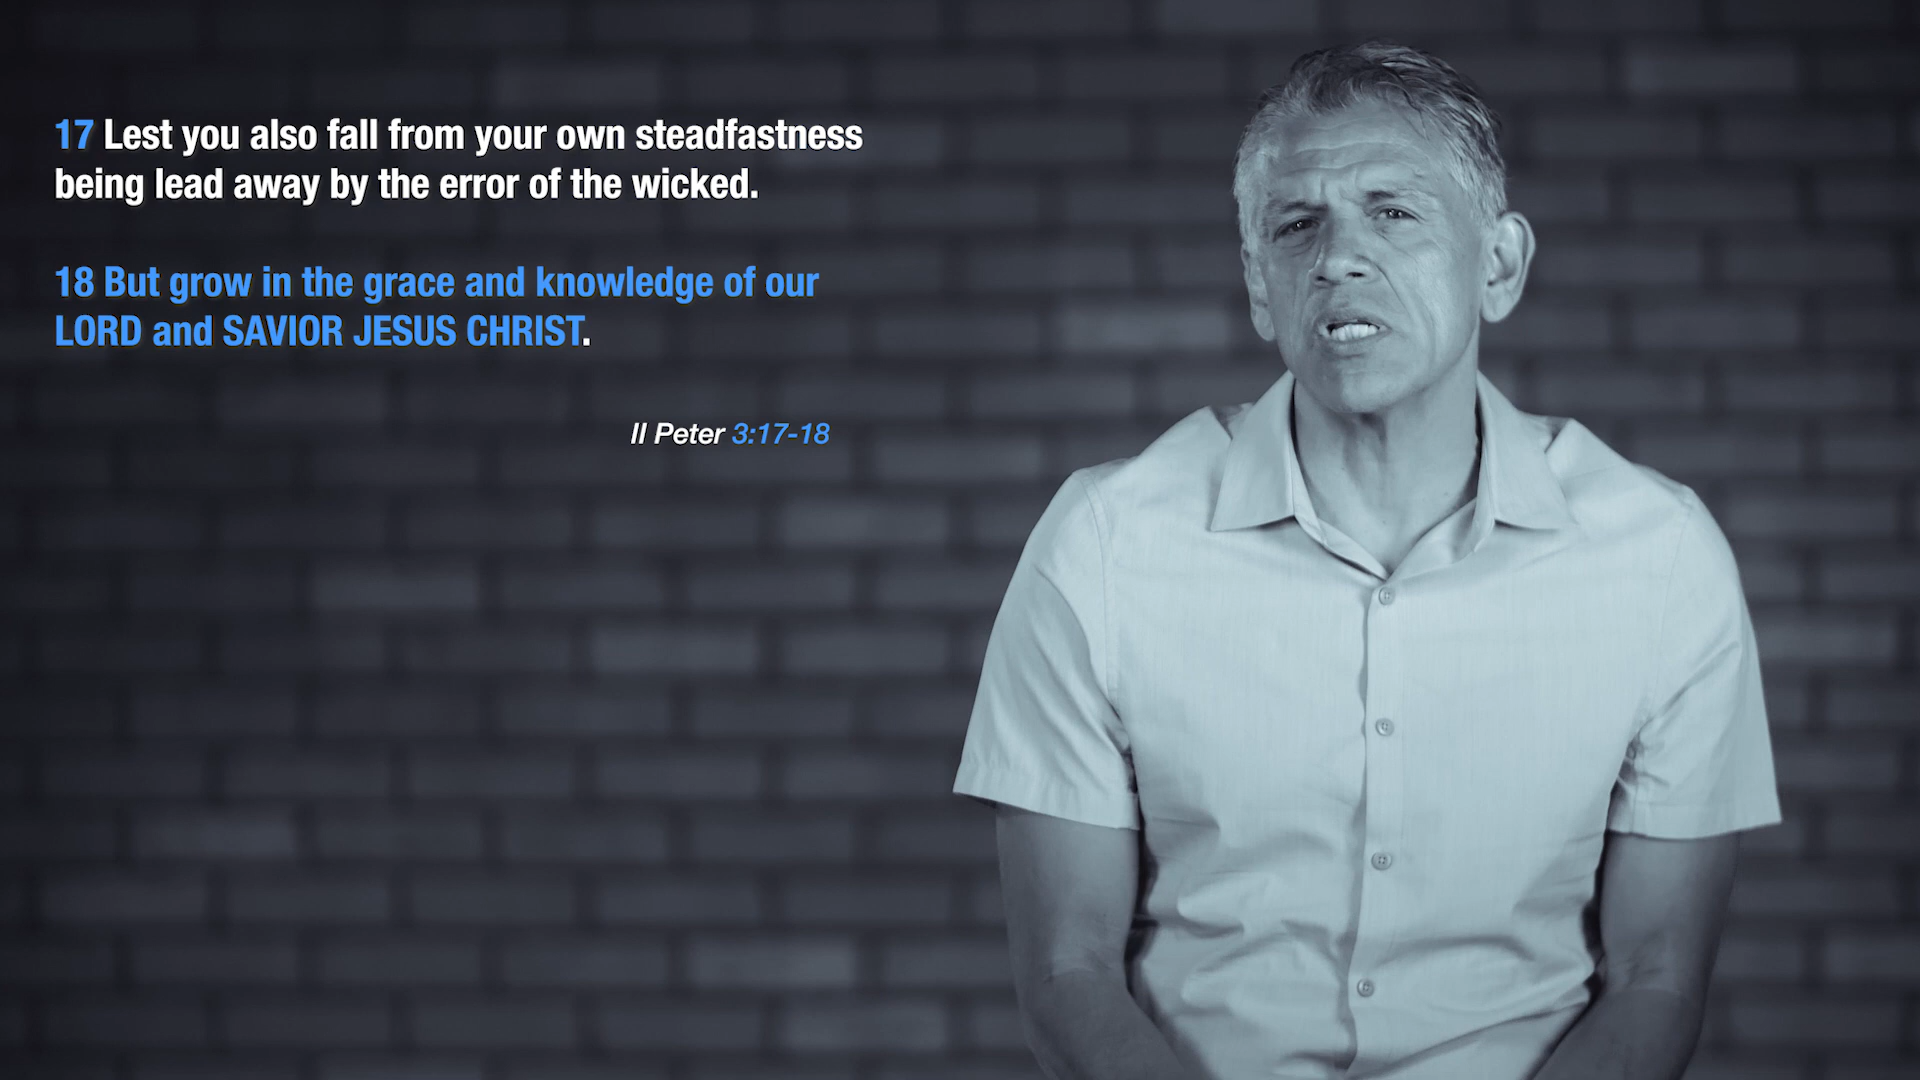 17 Lest you also fall from your own steadfastness
being lead away by the error of the wicked.
18 But grow in the grace and knowledge of our
LORD and SAVIOR JESUS CHRIST.
II Peter 3:17-18